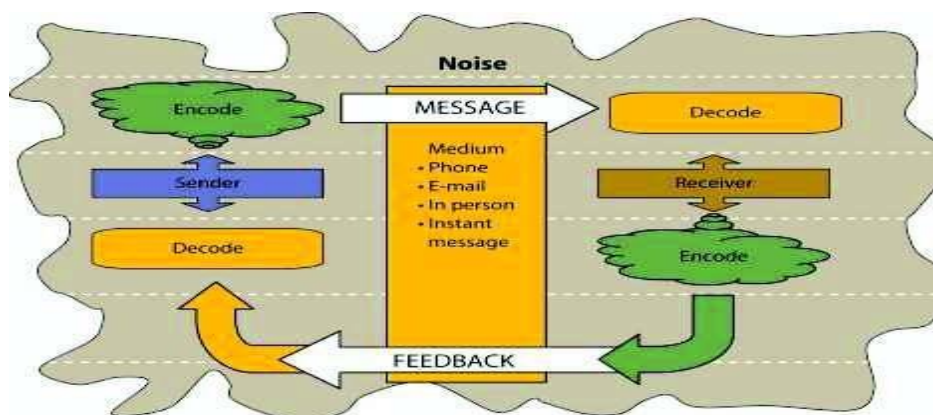 Noise
Encode
MESSAGE
Decode
Medium
• Phone
• E-mail
• In person
• Instant
message
Sender
Receiver
Decode
Encode
FEEDBACK